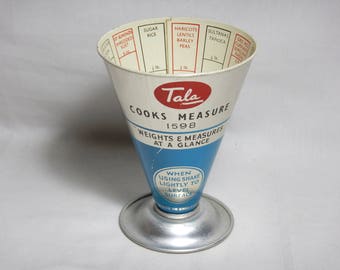 SUGAR
RICE
HARICOTS
LENTILS
BARLEY
PEAS
SULTANAS
TAPIOCA
Tala
COOKS MEASURE
1598
WEIGHTS & MEASURES
AT A GLANCE
WHEN
USING SHAKE
LIGHTLY TO
LEVEL
SURFACE